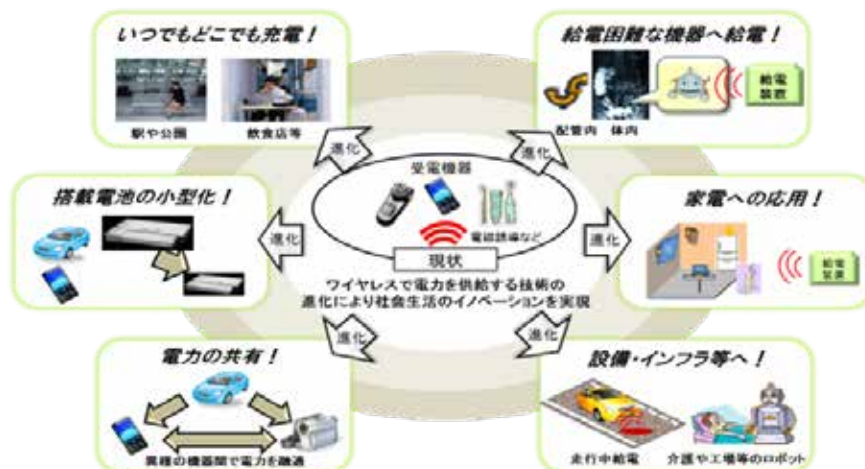 いつでもどこでも充電!
駅や公園
飲食店等
給電困難な機器へ給電!
給電
装置
配管内 体内
進化
進化
受電機器
電磁誘導など
現状
ワイヤレスで電力を供給する技術の
進化により社会生活のイノベーションを実現
搭載電池の小型化!
進化
進化
家電への応用!
給電
装置
進化
進化
電力の共有!
異種の機器間で電力を融通
設備・インフラ等へ!
走行中給電
介護や工場等のロボット